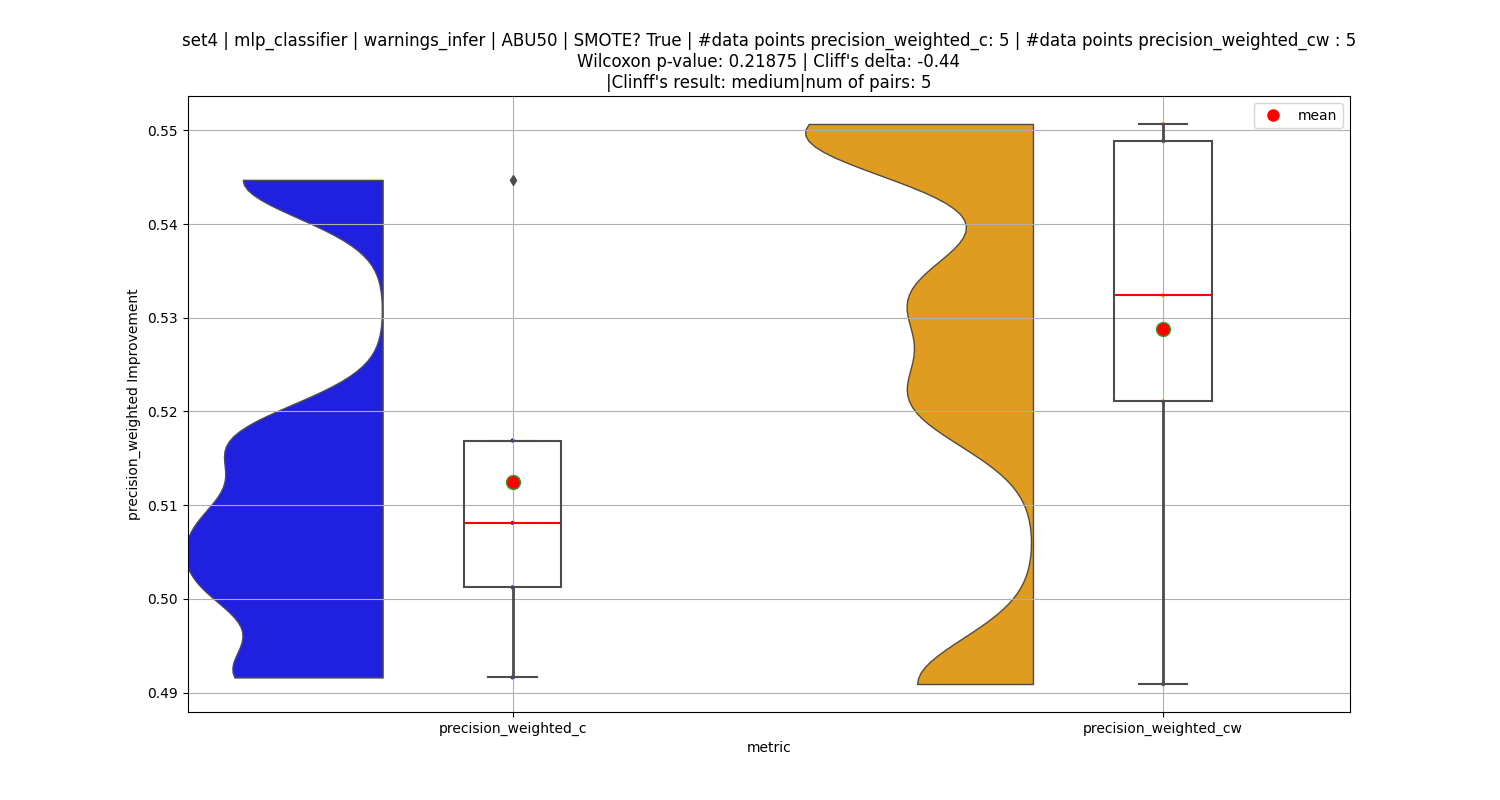 set4 | mlp_classifier | warnings_infer | ABU50 | SMOTE? True | #data points precision_weighted_c: 5 | #data points precision_weighted_cw : 5
Wilcoxon p-value: 0.21875 | Cliff's delta: -0.44
|Clinff's result: medium|num of pairs: 5
mean
0.55
0.54
0.53
0.52
0.51
0.50
0.49
precision_weighted Improvement
precision_weighted_c
precision_weighted_cw
metric